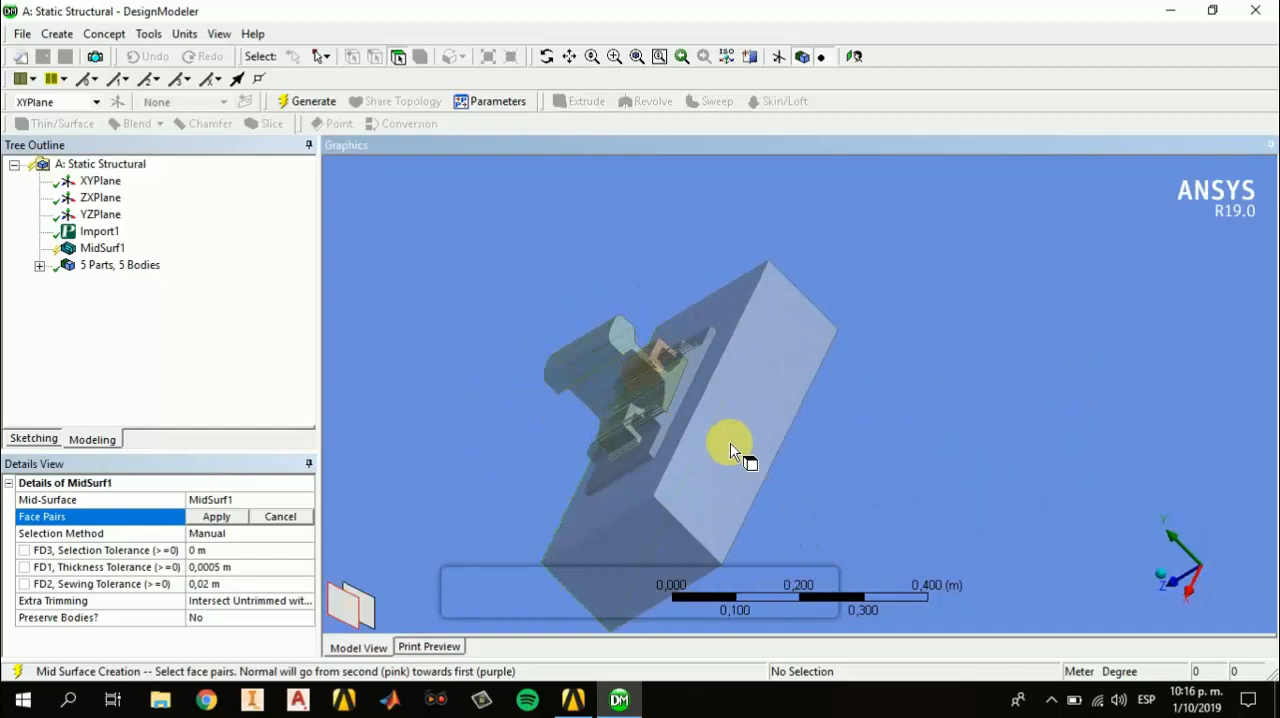 A: Static Structural - DesignModeler
File Create Concept Tools Units View Help
Undo Redo Select:
XYPlane None Generate Share Topology Parameters Extrude Revolve Sweep Skin/Loft
Thin/Surface Blend Chamfer Slice Point Conversion
Tree Outline
Graphics
A: Static Structural
XYPlane
ZXPlane
YZPlane
Import1
MidSurf1
5 Parts, 5 Bodies
ANSYS
R19.0
Sketching Modeling
Details View
Details of MidSurf1
Mid-Surface MidSurf1
Face Pairs Apply Cancel
Selection Method Manual
FD3, Selection Tolerance (>=0) 0 m
FD1, Thickness Tolerance (>=0) 0,0005 m
FD2, Sewing Tolerance (>=0) 0,02 m
Extra Trimming Intersect Untrimmed wit...
Preserve Bodies? No
0,000 0,200 0,400 (m)
0,100 0,300
Y
Z
X
Model View Print Preview
Mid Surface Creation -- Select face pairs. Normal will go from second (pink) towards first (purple) No Selection Meter Degree 0 0
ESP 10:16 p. m.
1/10/2019